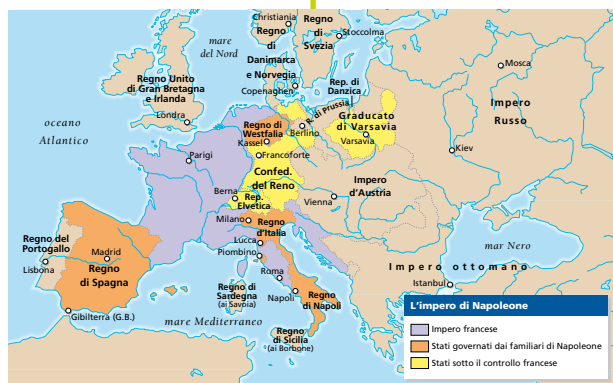 Christiania
Regno
di
Svezia
Stoccolma
mare
del Nord
Regno
di
Danimarca
e Norvegia
Copenaghen
Mosca
Rep. di
Danzica
Regno Unito
di Gran Bretagna
e Irlanda
Londra
R. di Prussia
Graducato
di Varsavia
Varsavia
Impero
Russo
oceano
Atlantico
Regno di
Westfalia
Kassel
Berlino
Kiev
Parigi
Francoforte
Confed.
del Reno
Berna
Rep.
Elvetica
Vienna
Impero
d'Austria
Milano
Regno
d'Italia
Regno del
Portogallo
Lisbona
Madrid
Regno
di Spagna
Lucca
Piombino
Roma
mar Nero
Impero ottomano
Istanbul
Regno di
Sardegna
(ai Savoia)
Napoli
Regno
di Napoli
Gibilterra (G.B.)
mare Mediterraneo
Regno
di Sicilia
(ai Borbone)
L'impero di Napoleone
Impero francese
Stati governati dai familiari di Napoleone
Stati sotto il controllo francese